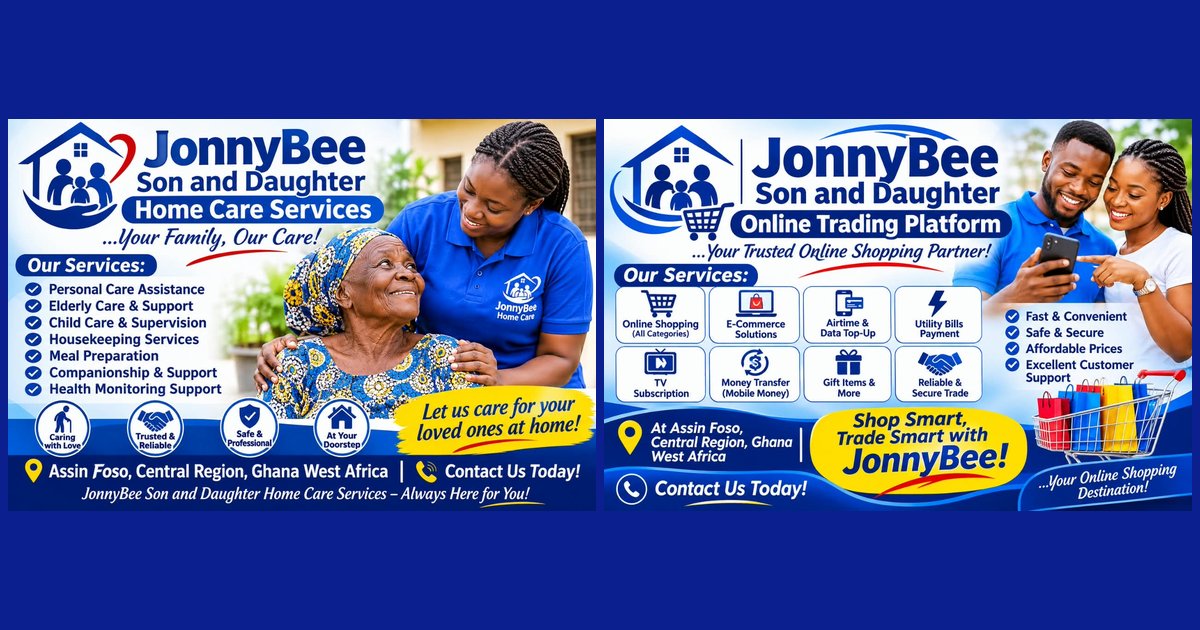 JonnyBee
Son and Daughter
Home Care Services
...Your Family, Our Care!
Our Services:
Personal Care Assistance
Elderly Care & Support
Child Care & Supervision
Housekeeping Services
Meal Preparation
Companionship & Support
Health Monitoring Support
JonnyBee
Home Care
Caring
with Love
Trusted &
Reliable
Safe &
Professional
At Your
Doorstep
Let us care for your
loved ones at home!
Assin Foso, Central Region, Ghana West Africa | Contact Us Today!
JonnyBee Son and Daughter Home Care Services – Always Here for You!
JonnyBee
Son and Daughter
Online Trading Platform
...Your Trusted Online Shopping Partner!
Our Services:
Online Shopping
(All Categories)
E-Commerce
Solutions
Airtime &
Data Top-Up
Utility Bills
Payment
TV
Subscription
Money Transfer
(Mobile Money)
Gift Items &
More
Reliable &
Secure Trade
Fast & Convenient
Safe & Secure
Affordable Prices
Excellent Customer
Support
At Assin Foso,
Central Region, Ghana
West Africa
Contact Us Today!
Shop Smart,
Trade Smart with
JonnyBee!
...Your Online Shopping
Destination!